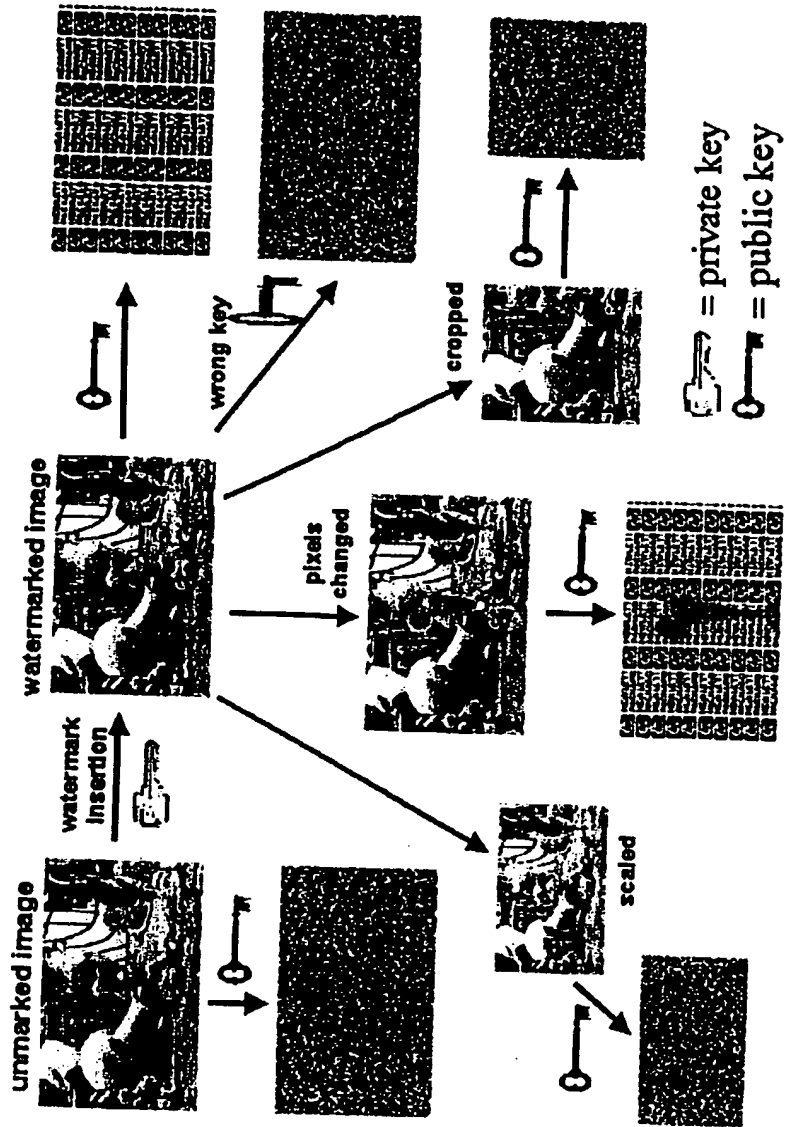 unmarked image
watermark
insertion
watermarked image
wrong key
pixels
changed
cropped
scaled
= private key
= public key